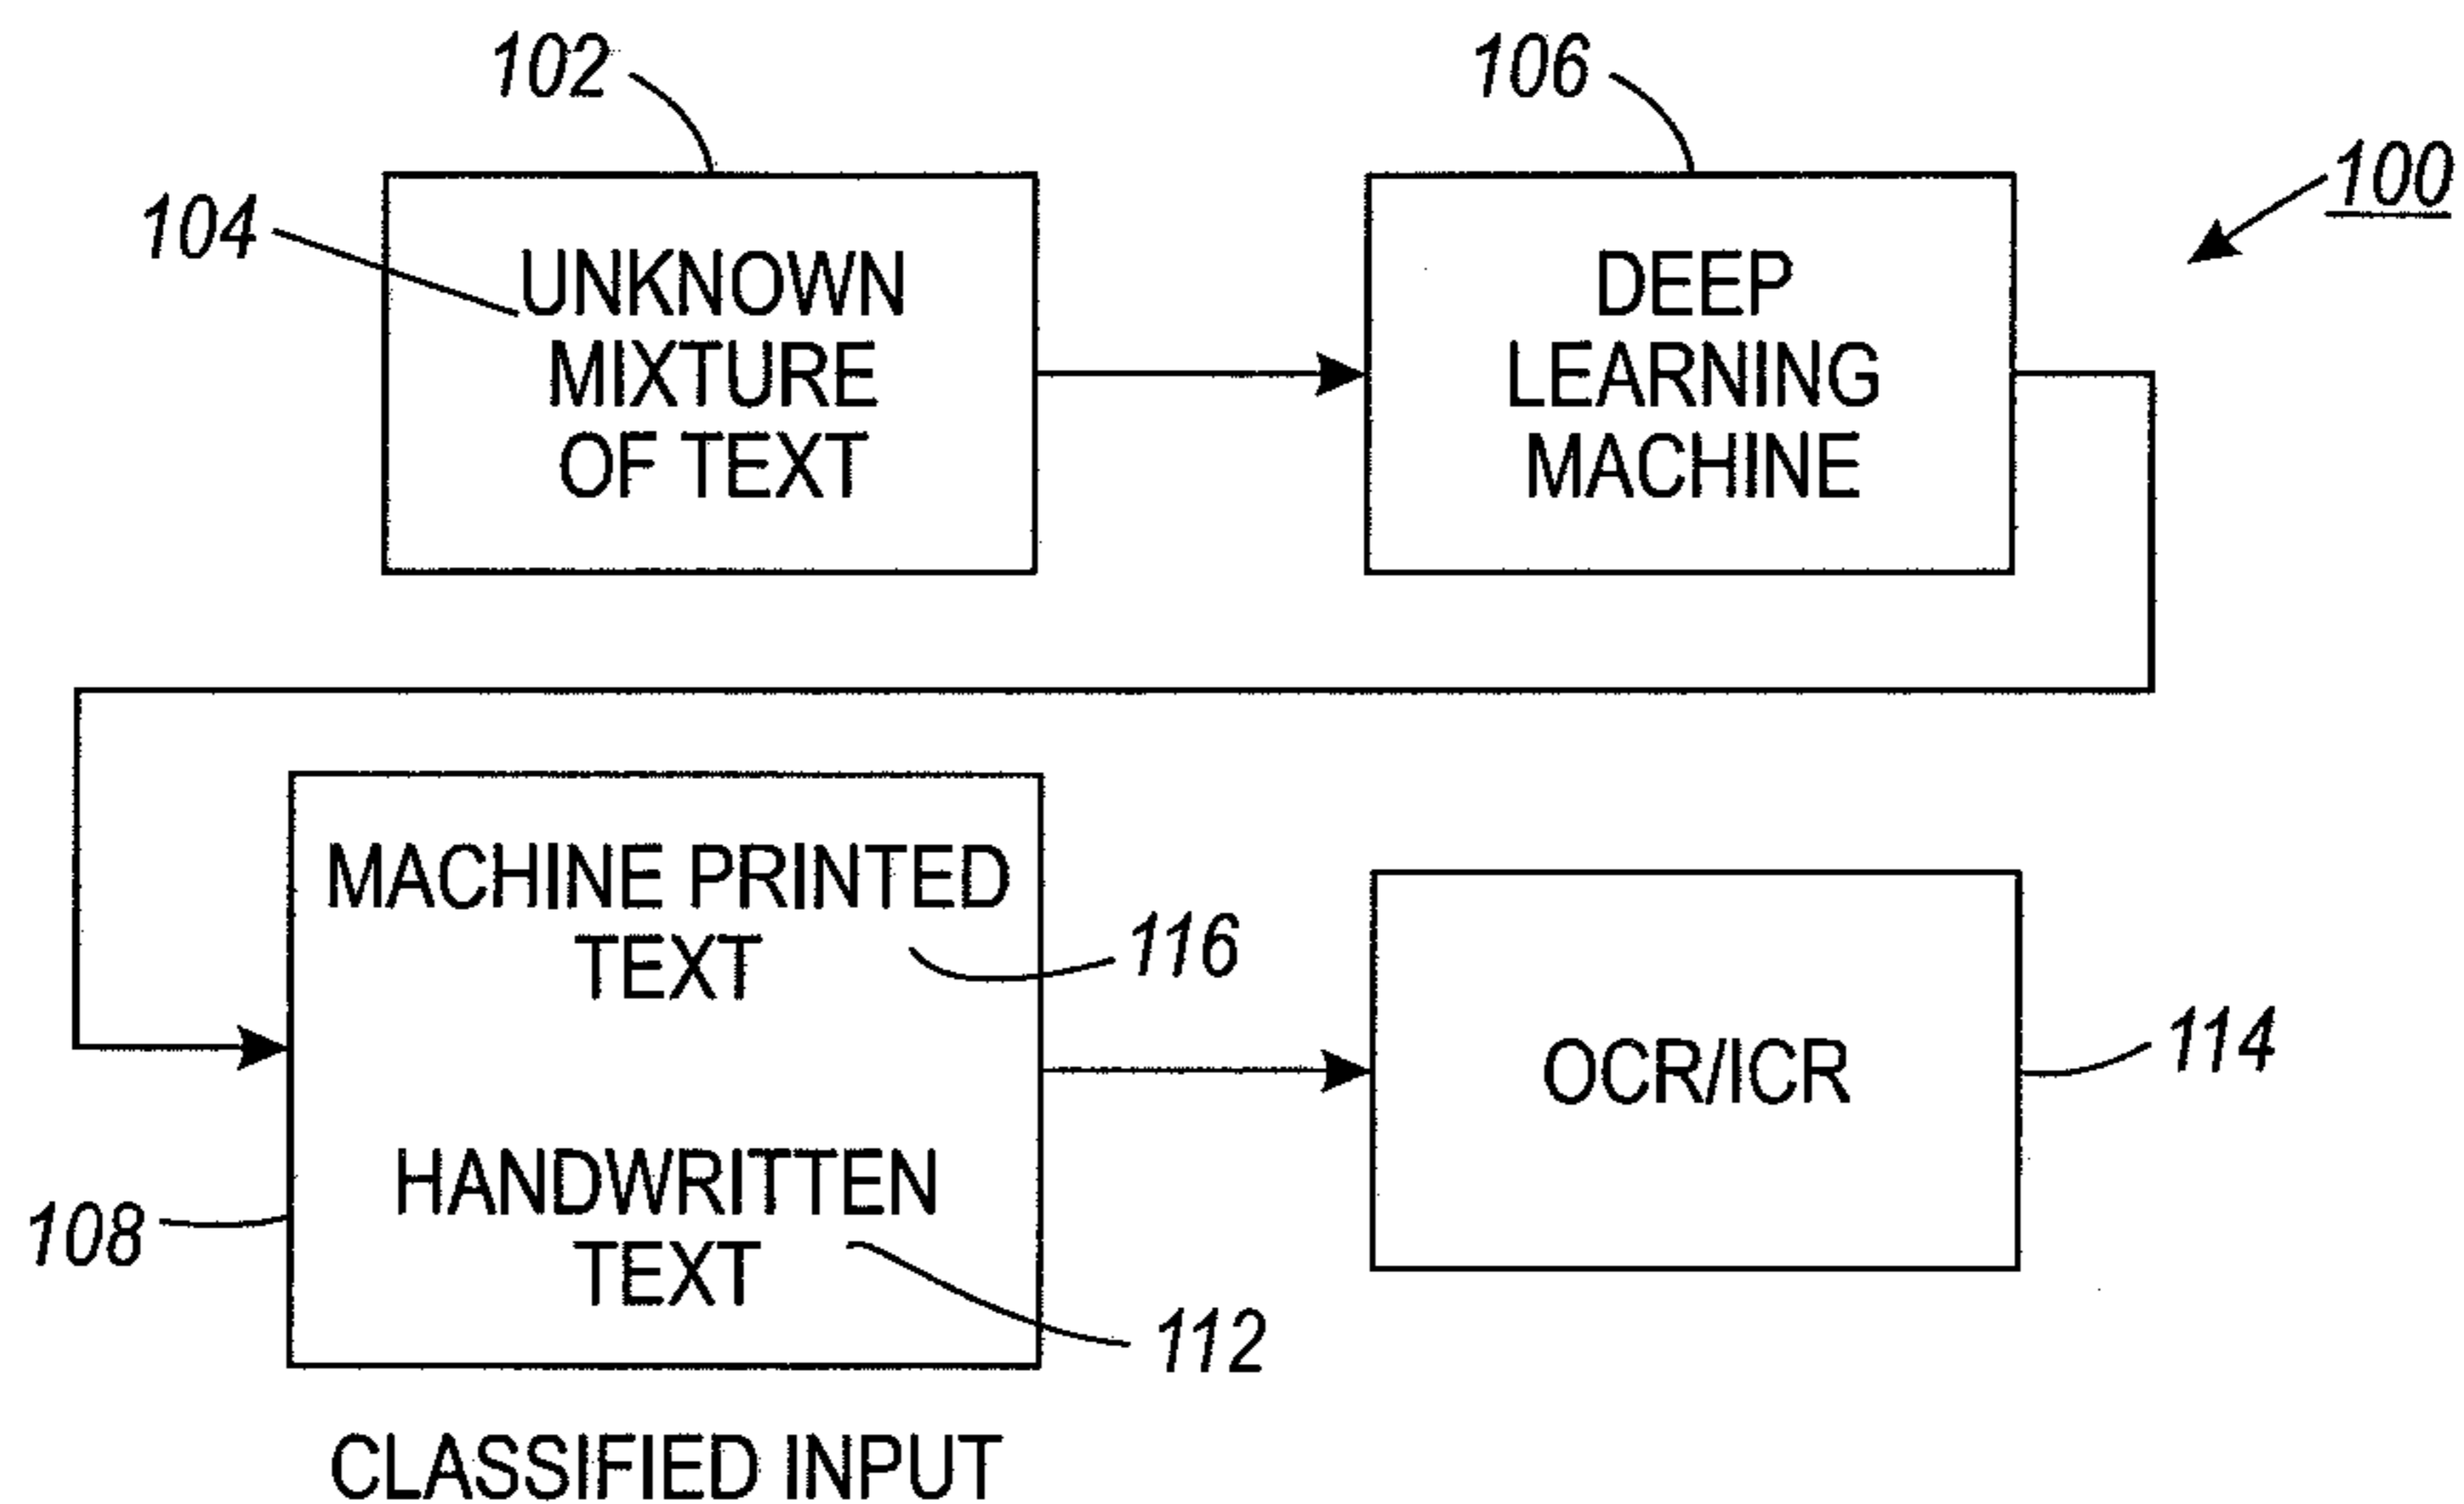 102
106
100
104
UNKNOWN
MIXTURE
OF TEXT
DEEP
LEARNING
MACHINE
MACHINE PRINTED
TEXT
116
HANDWRITTEN
TEXT
108
112
OCR/ICR
114
CLASSIFIED INPUT